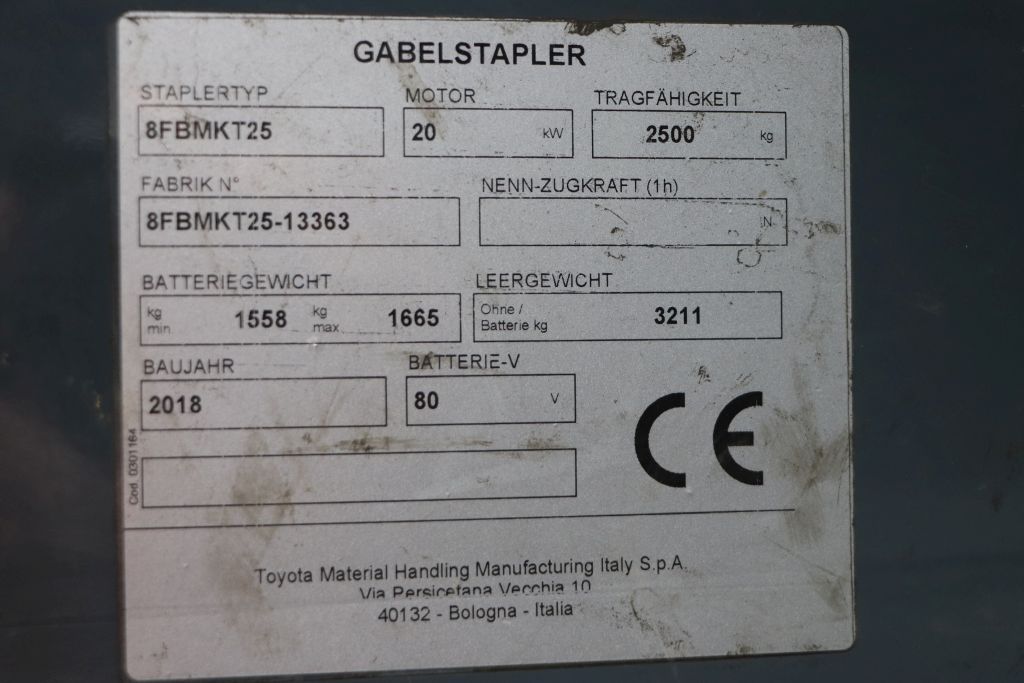 GABELSTAPLER
STAPLERTYP MOTOR TRAGFÄHIGKEIT
8FBMKT25 20 kW 2500 kg
FABRIK N° NENN-ZUGKRAFT (1h)
8FBMKT25-13363 N
BATTERIEGEWICHT LEERGEWICHT
kg min 1558 kg max 1665 Ohne / Batterie kg 3211
BAUJAHR BATTERIE-V
2018 80 V
CE
Cod. 0301164
Toyota Material Handling Manufacturing Italy S.p.A.
Via Persicetana Vecchia 10
40132 - Bologna - Italia